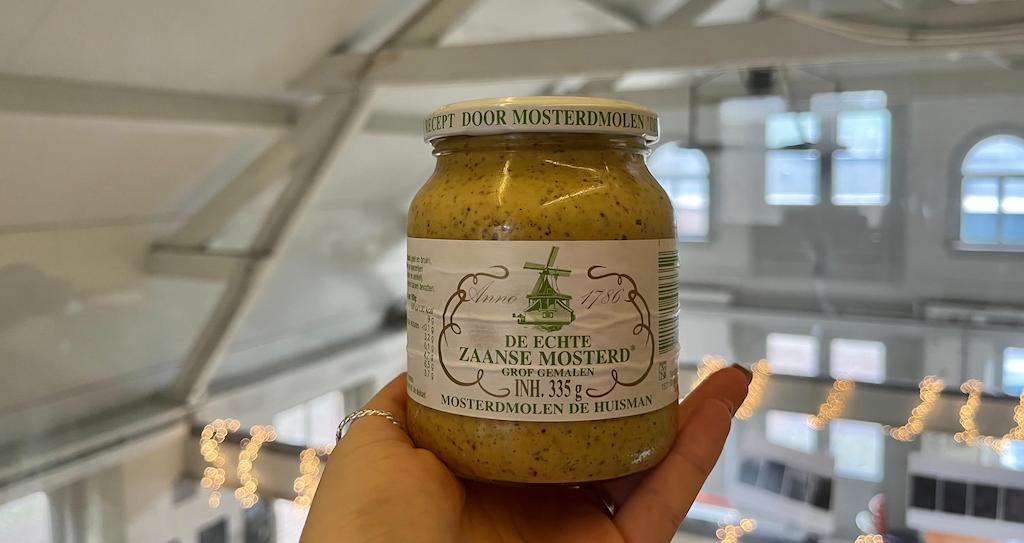 RECEPT DOOR MOSTERDMOLEN
Anno 1786
DE ECHTE
ZAANSE MOSTERD®
GROF GEMALEN
INH. 335 g
MOSTERDMOLEN DE HUISMAN